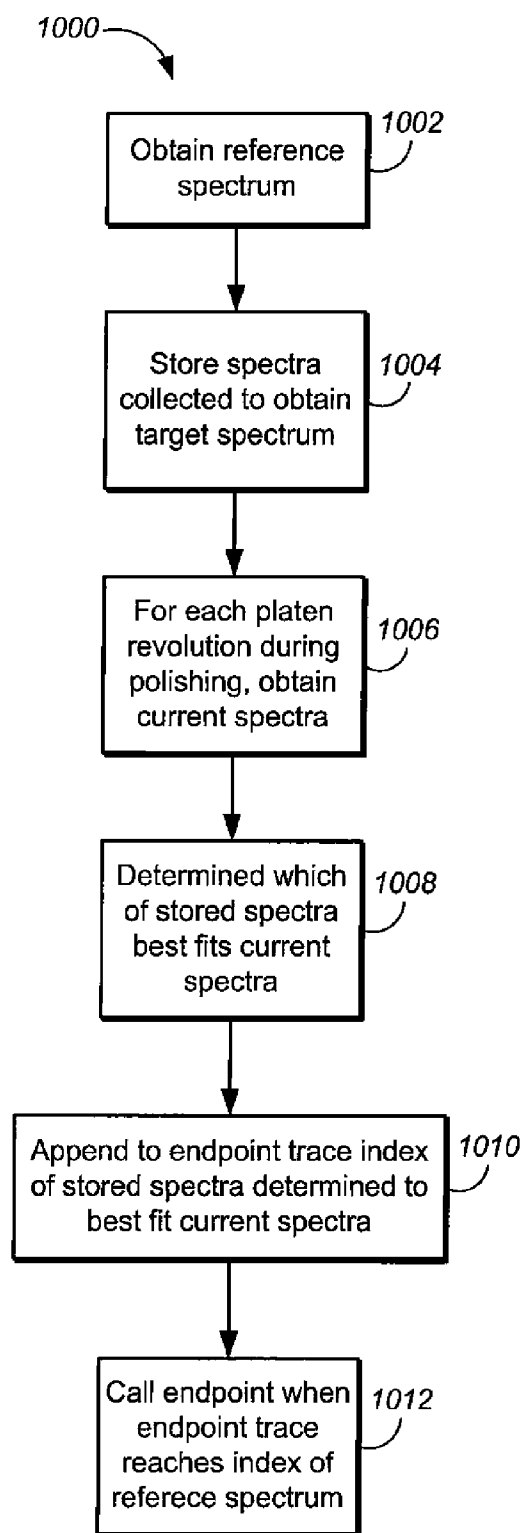 1000
1002
Obtain reference
spectrum
1004
Store spectra
collected to obtain
target spectrum
1006
For each platen
revolution during
polishing, obtain
current spectra
1008
Determined which
of stored spectra
best fits current
spectra
1010
Append to endpoint trace index
of stored spectra determined to
best fit current spectra
1012
Call endpoint when
endpoint trace
reaches index of
referece spectrum